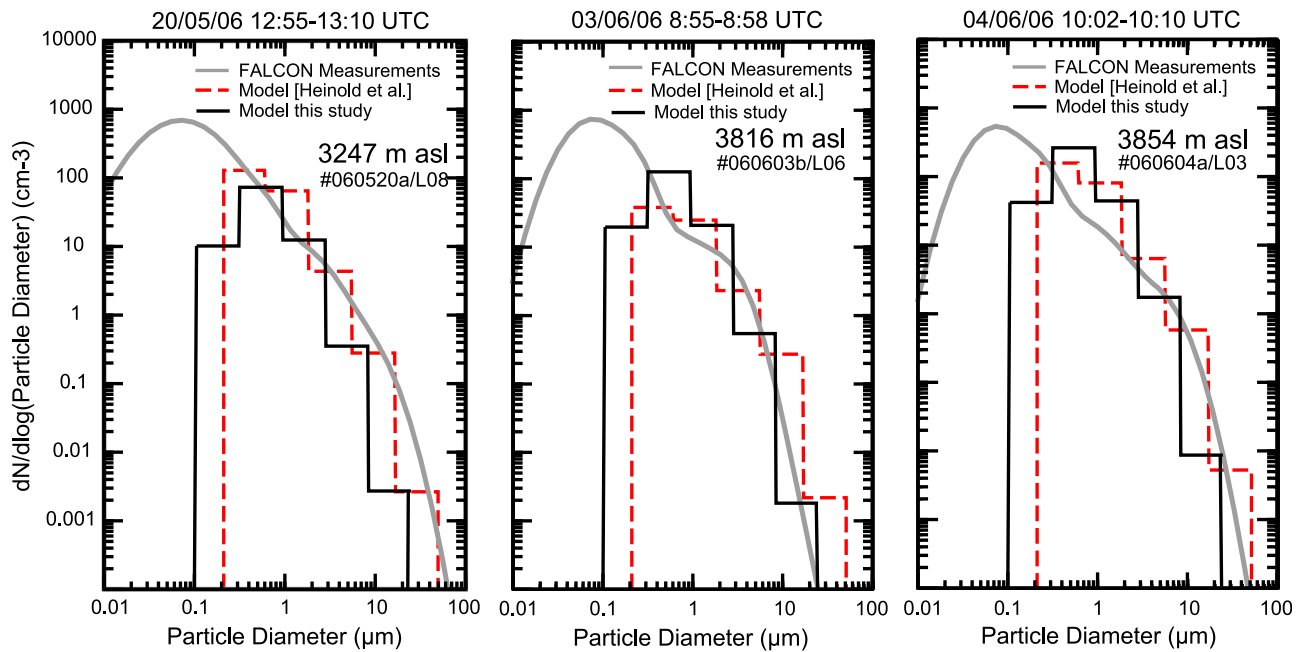 20/05/06 12:55-13:10 UTC
03/06/06 8:55-8:58 UTC
04/06/06 10:02-10:10 UTC
dN/dlog(Particle Diameter) (cm-3)
10000
1000
100
10
1
0.1
0.01
0.001
FALCON Measurements
Model [Heinold et al.]
Model this study
3247 m asl
#060520a/L08
0.01
0.1
1
10
100
Particle Diameter (µm)
FALCON Measurements
Model [Heinold et al.]
Model this study
3816 m asl
#060603b/L06
0.01
0.1
1
10
100
Particle Diameter (µm)
FALCON Measurements
Model [Heinold et al.]
Model this study
3854 m asl
#060604a/L03
0.01
0.1
1
10
100
Particle Diameter (µm)